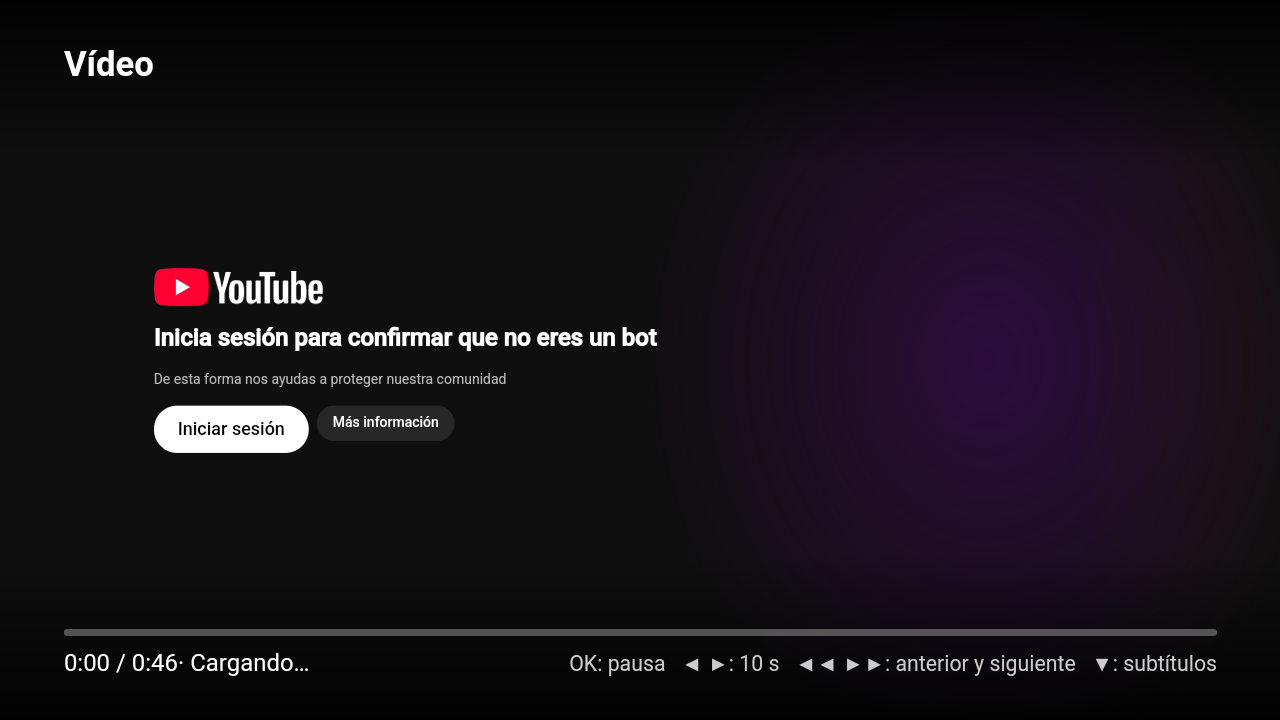 Vídeo
YouTube
Inicia sesión para confirmar que no eres un bot
De esta forma nos ayudas a proteger nuestra comunidad
Iniciar sesión
Más información
0:00 / 0:46· Cargando…
OK: pausa ◄ ►: 10 s ◄◄ ►►: anterior y siguiente ▼: subtítulos